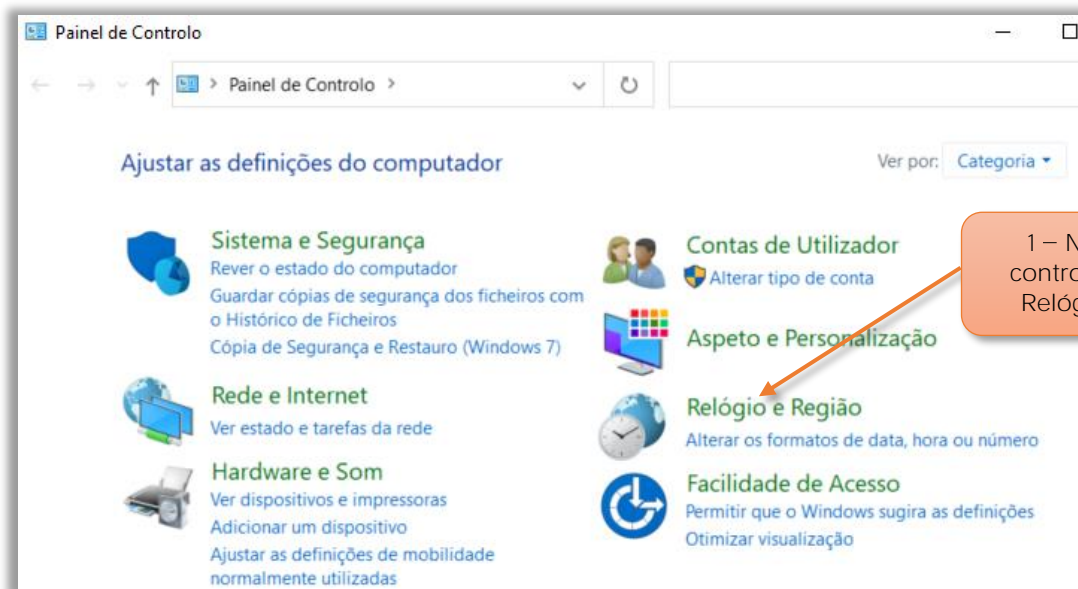 Painel de Controlo
Painel de Controlo
Ajustar as definições do computador
Ver por: Categoria
Sistema e Segurança
Rever o estado do computador
Guardar cópias de segurança dos ficheiros com
o Histórico de Ficheiros
Cópia de Segurança e Restauro (Windows 7)
Rede e Internet
Ver estado e tarefas da rede
Hardware e Som
Ver dispositivos e impressoras
Adicionar um dispositivo
Ajustar as definições de mobilidade
normalmente utilizadas
Contas de Utilizador
Alterar tipo de conta
Aspeto e Personalização
Relógio e Região
Alterar os formatos de data, hora ou número
Facilidade de Acesso
Permitir que o Windows sugira as definições
Otimizar visualização
1 –